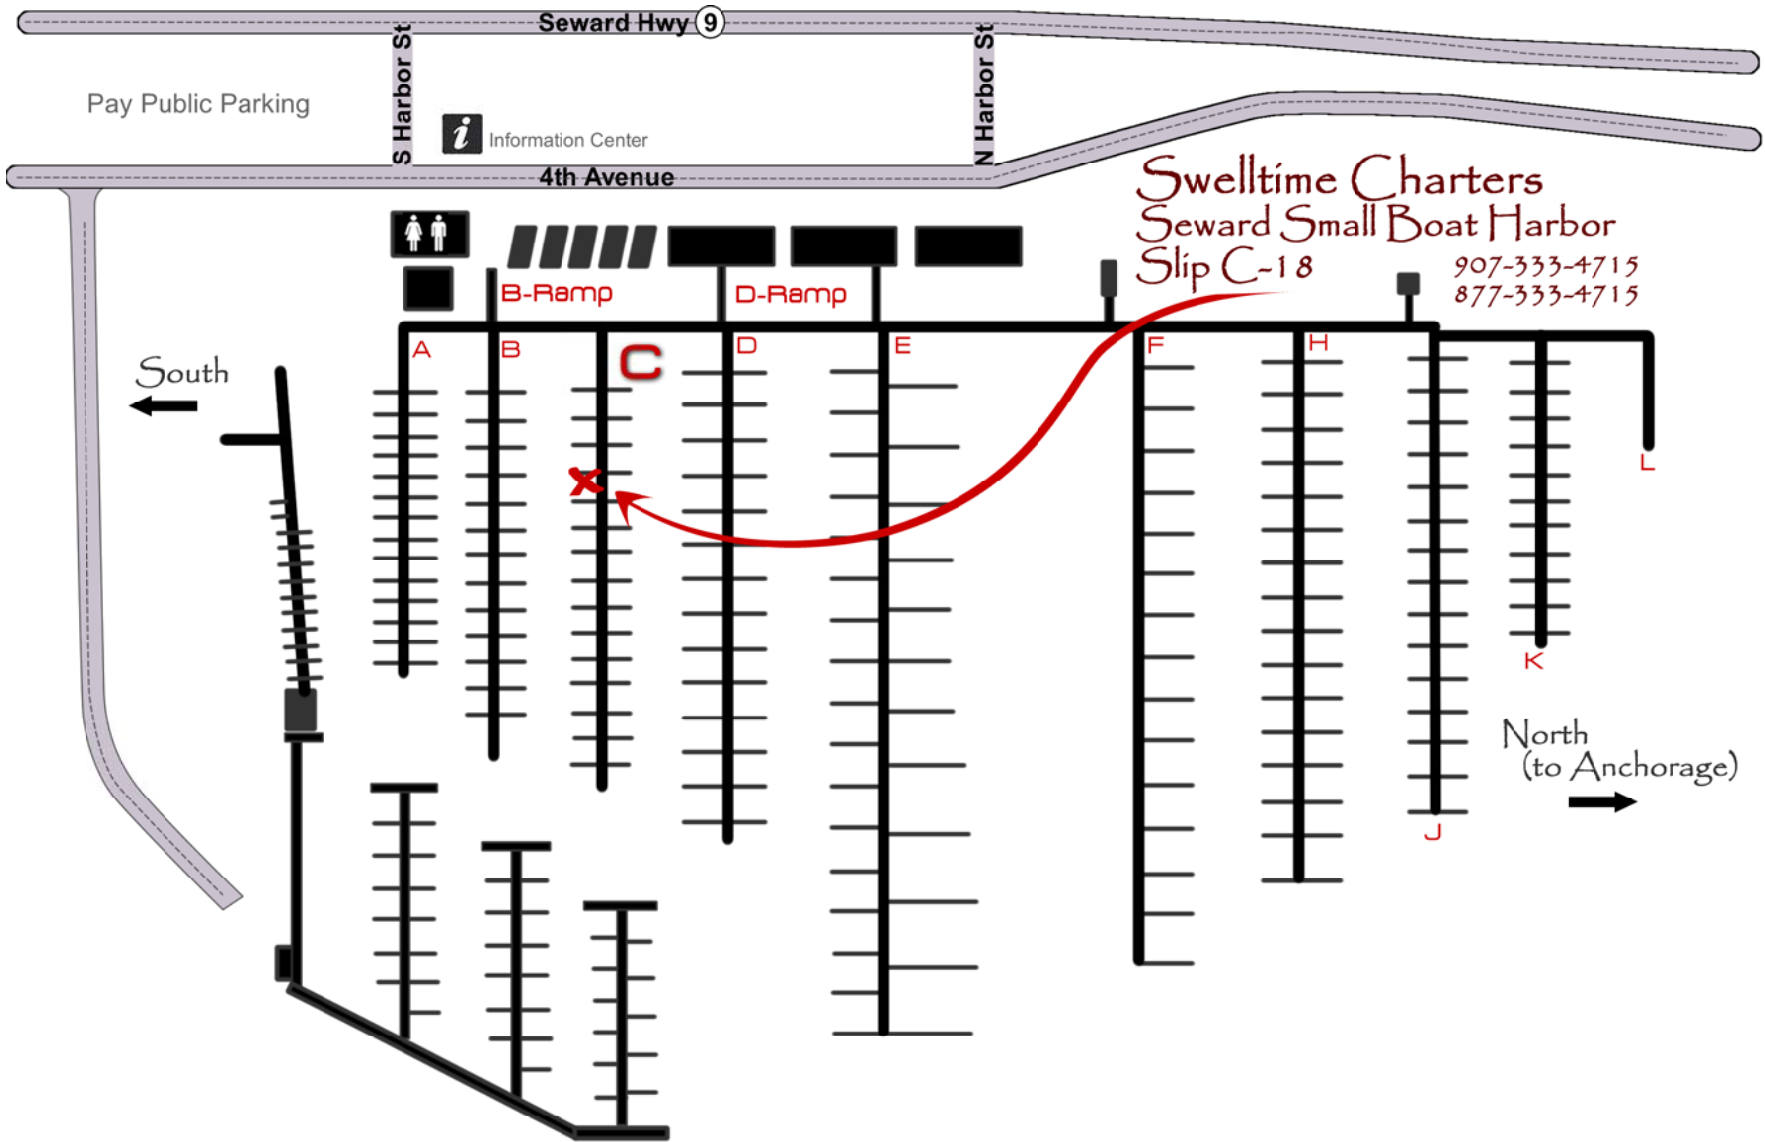 Seward Hwy 9
S Harbor St
N Harbor St
Pay Public Parking
i Information Center
4th Avenue
Swelltime Charters
Seward Small Boat Harbor
Slip C-18
907-333-4715
877-333-4715
B-Ramp
D-Ramp
A
B
C
D
E
F
H
South
L
K
North
(to Anchorage)
J